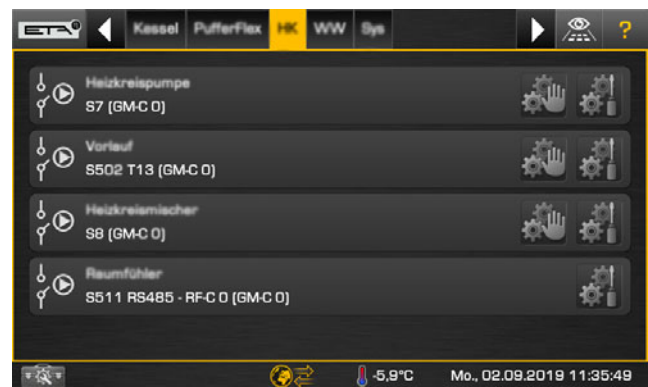 ETA Kessel PufferFlex HK WW Sys ?
Heizkreispumpe
S7 (GM-C 0)
Vorlauf
S502 T13 (GM-C 0)
Heizkreismischer
S8 (GM-C 0)
Raumfühler
S511 RS485 - RF-C 0 (GM-C 0)
-5,9°C Mo., 02.09.2019 11:35:49